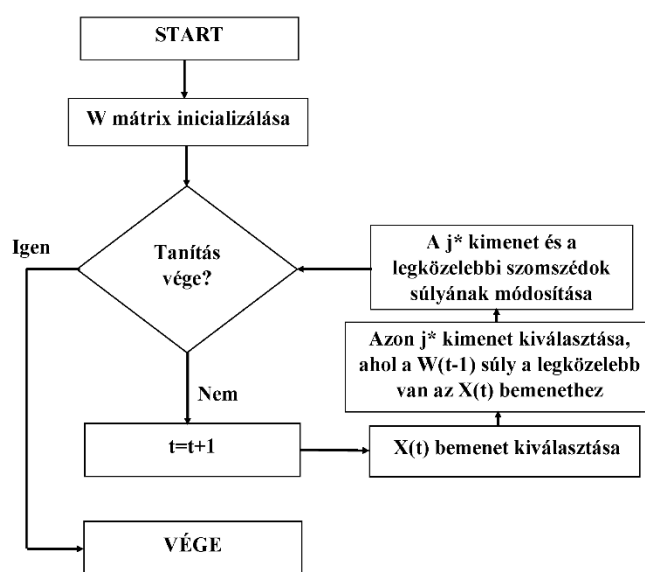 START
W mátrix inicializálása
Igen
Tanítás
vége?
Nem
t=t+1
X(t) bemenet kiválasztása
Azon j* kimenet kiválasztása,
ahol a W(t-1) súly a legközelebb
van az X(t) bemenethez
A j* kimenet és a
legközelebbi szomszédok
súlyának módosítása
VÉGE